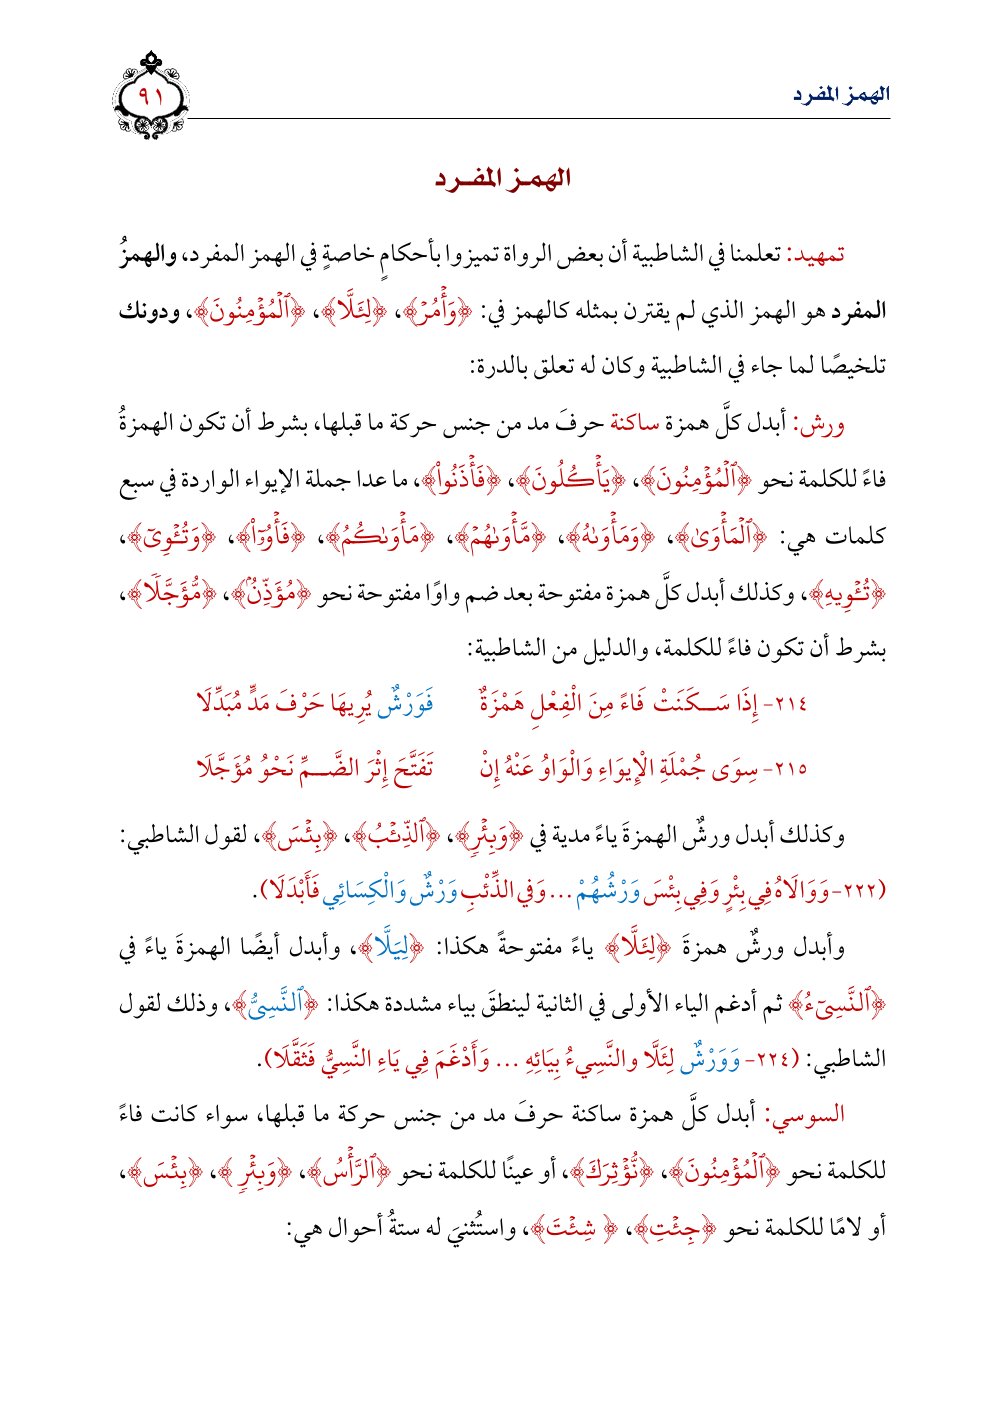 الهمز المفرد
٩١
الهمـز المفـرد
تمهيد: تعلمنا في الشاطبية أن بعض الرواة تميزوا بأحكامٍ خاصةٍ في الهمز المفرد، والهمزُ
المفرد هو الهمز الذي لم يقترن بمثله كالهمز في: ﴿وَأۡمُرۡ﴾، ﴿لِئَلَّا﴾، ﴿ٱلۡمُؤۡمِنُونَ﴾، ودونك
تلخيصًا لما جاء في الشاطبية وكان له تعلق بالدرة:
ورش: أبدل كلَّ همزة ساكنة حرفَ مد من جنس حركة ما قبلها، بشرط أن تكون الهمزةُ
فاءً للكلمة نحو ﴿ٱلۡمُؤۡمِنُونَ﴾، ﴿يَأۡكُلُونَ﴾، ﴿فَأۡذَنُواْ﴾، ما عدا جملة الإيواء الواردة في سبع
كلمات هي: ﴿ٱلۡمَأۡوَىٰ﴾، ﴿وَمَأۡوَىٰهُ﴾، ﴿مَّأۡوَىٰهُمۡ﴾، ﴿مَأۡوَىٰكُمُ﴾، ﴿فَأۡوُۥٓاْ﴾، ﴿وَتُـٔۡوِيٓ﴾،
﴿تُـٔۡوِيهِ﴾، وكذلك أبدل كلَّ همزة مفتوحة بعد ضم واوًا مفتوحة نحو ﴿مُؤَذِّنُۢ﴾، ﴿مُّؤَجَّلٗا﴾،
بشرط أن تكون فاءً للكلمة، والدليل من الشاطبية:
٢١٤- إِذَا سَـكَنَتْ فَاءً مِنَ الْفِعْلِ هَمْزَةٌ فَوَرْشٌ يُرِيهَا حَرْفَ مَدٍّ مُبَدِّلَا
٢١٥- سِوَى جُمْلَةِ الْإِيوَاءِ وَالْوَاوُ عَنْهُ إِنْ تَفَتَّحَ إِثْرَ الضَّـمِّ نَحْوُ مُؤَجَّلَا
وكذلك أبدل ورشٌ الهمزةَ ياءً مدية في ﴿وَبِئۡرٖ﴾، ﴿ٱلذِّئۡبُ﴾، ﴿بِئۡسَ﴾، لقول الشاطبي:
(٢٢٢- وَوَالَاهُ فِي بِئْرٍ وَفِي بِئْسَ وَرْشُهُمْ ... وَفِي الذِّئْبِ وَرْشٌ وَالْكِسَائِي فَأَبْدَلَا).
وأبدل ورشٌ همزةَ ﴿لِئَلَّا﴾ ياءً مفتوحةً هكذا: ﴿لِيَلَّا﴾، وأبدل أيضًا الهمزةَ ياءً في
﴿ٱلنَّسِيٓءُ﴾ ثم أدغم الياء الأولى في الثانية لينطقَ بياء مشددة هكذا: ﴿ٱلنَّسِيُّ﴾، وذلك لقول
الشاطبي: (٢٢٤- وَوَرْشٌ لِئَلَّا والنَّسِيءُ بِيَائِهِ ... وَأَدْغَمَ فِي يَاءِ النَّسِيُّ فَثَقَّلَا).
السوسي: أبدل كلَّ همزة ساكنة حرفَ مد من جنس حركة ما قبلها، سواء كانت فاءً
للكلمة نحو ﴿ٱلۡمُؤۡمِنُونَ﴾، ﴿نُّؤۡثِرَكَ﴾، أو عينًا للكلمة نحو ﴿ٱلرَّأۡسُ﴾، ﴿وَبِئۡرٖ﴾، ﴿بِئۡسَ﴾،
أو لامًا للكلمة نحو ﴿جِئۡتِ﴾، ﴿شِئۡتَ﴾، واستُثنيَ له ستةُ أحوال هي: